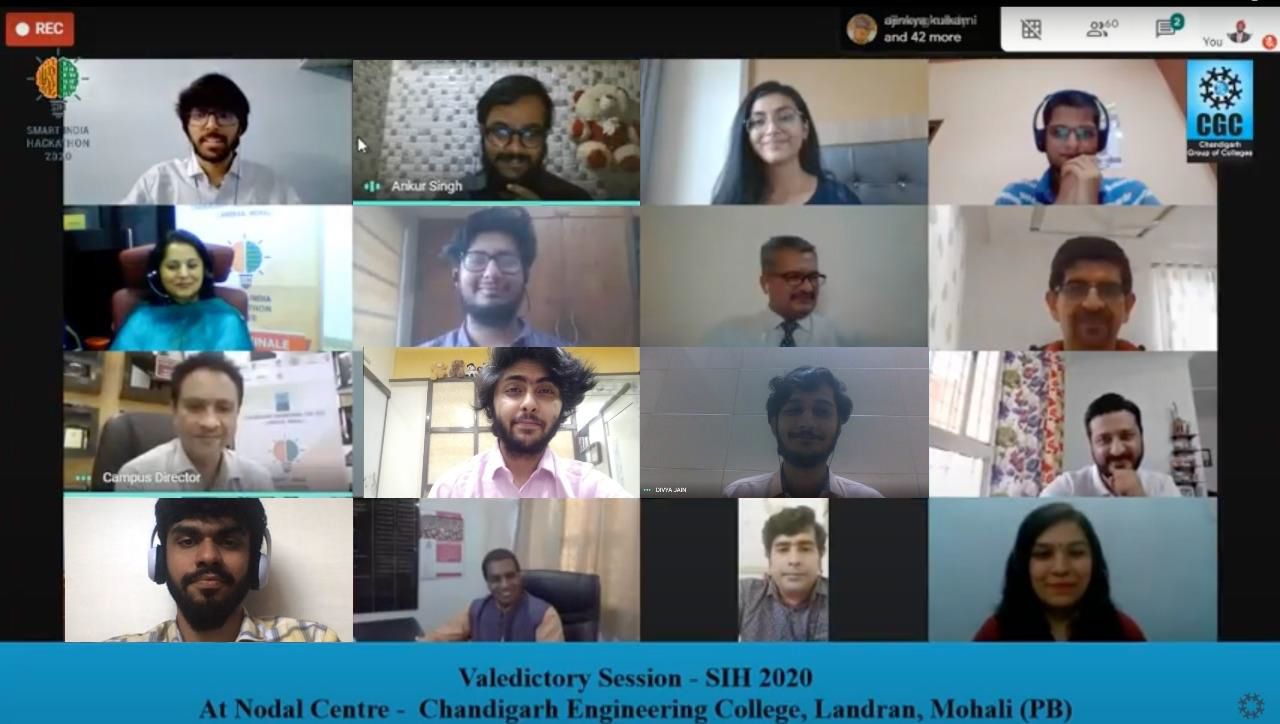 REC
and 42 more
60
2
You
SMART INDIA
HACKATHON
2020
CGC
Chandigarh
Group of Colleges
Ankur Singh
Campus Director
DIVYA JAIN
Valedictory Session - SIH 2020
At Nodal Centre - Chandigarh Engineering College, Landran, Mohali (PB)